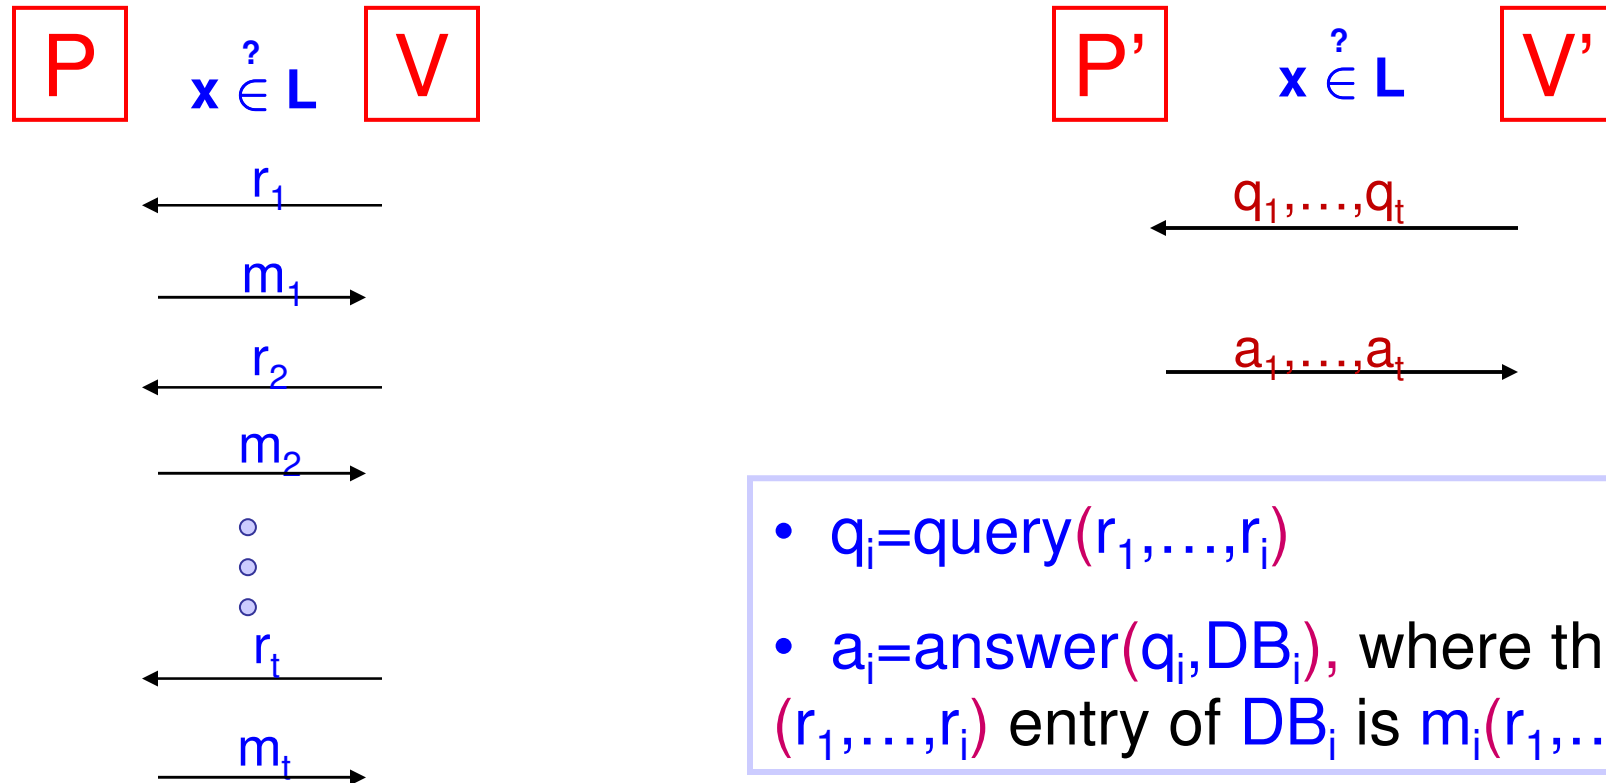 P
x ∈? L
V
r₁
m₁
r₂
m₂
rₜ
mₜ
P'
x ∈? L
V'
q₁,…,qₜ
a₁,…,aₜ
• qᵢ=query(r₁,…,rᵢ)
• aᵢ=answer(qᵢ,DBᵢ), where th
(r₁,…,rᵢ) entry of DBᵢ is mᵢ(r₁,…